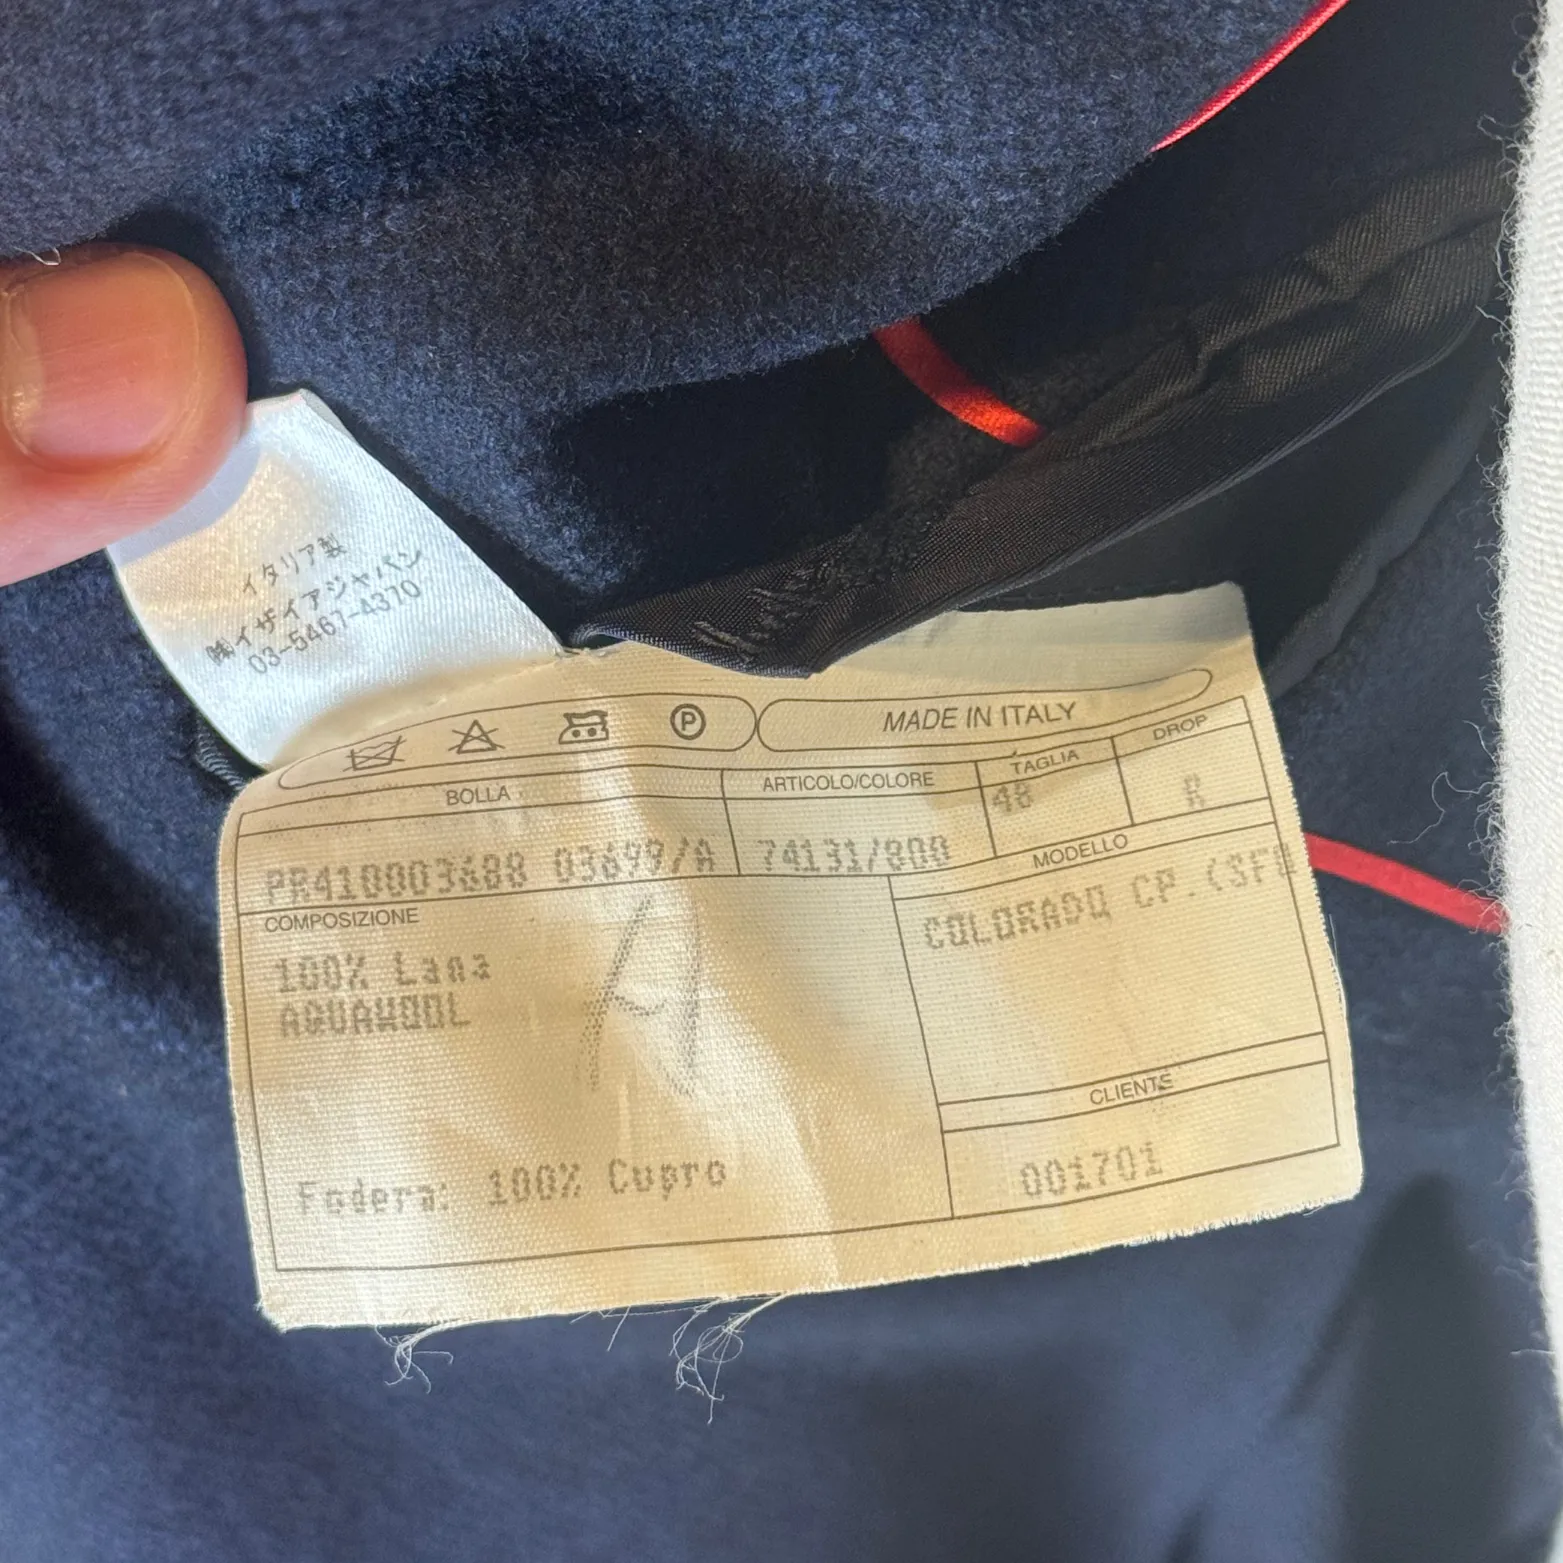 イタリア製
㈱イザイアジャパン
03-5467-4370
MADE IN ITALY
BOLLA
ARTICOLO/COLORE
TAGLIA
DROP
48
R
PR410003688 03699/A
74131/800
MODELLO
COLORADO CP.(SF
COMPOSIZIONE
100% Lana
AQUAWOOL
CLIENTE
Fodera: 100% Cupro
001701